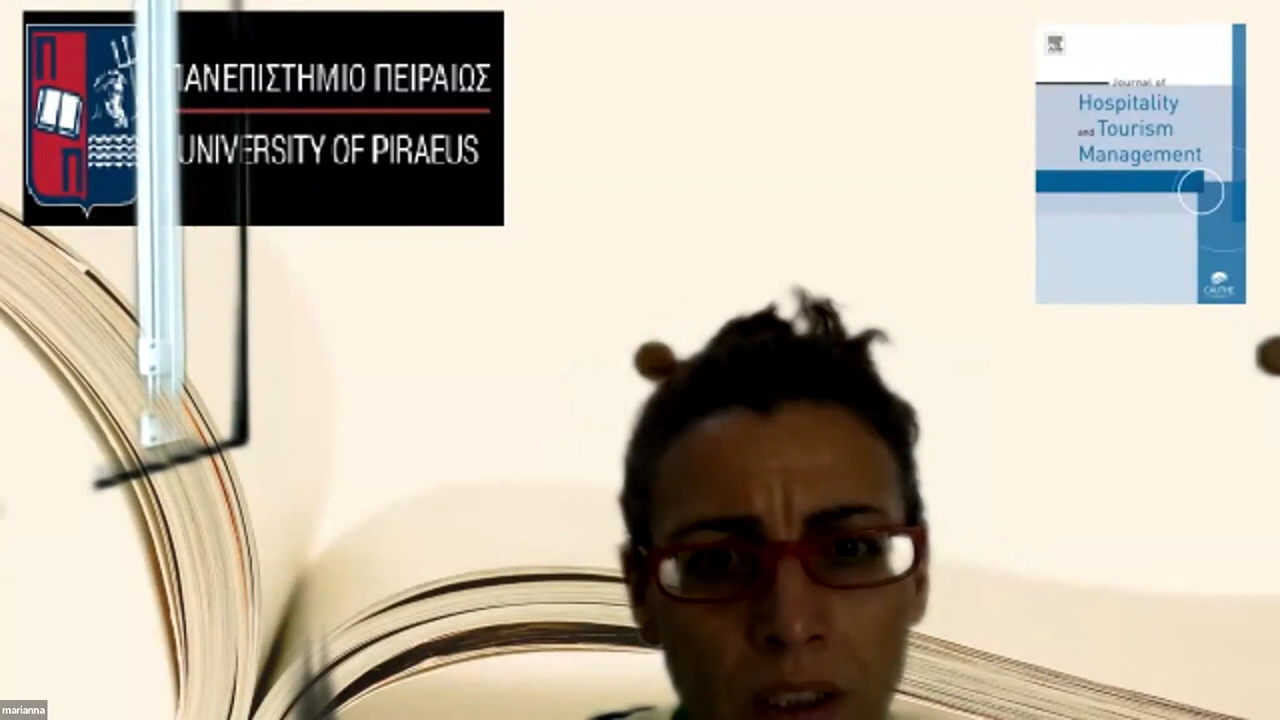 ΠΑΝΕΠΙΣΤΗΜΙΟ ΠΕΙΡΑΙΩΣ
UNIVERSITY OF PIRAEUS
Journal of
Hospitality
and Tourism
Management
marianna